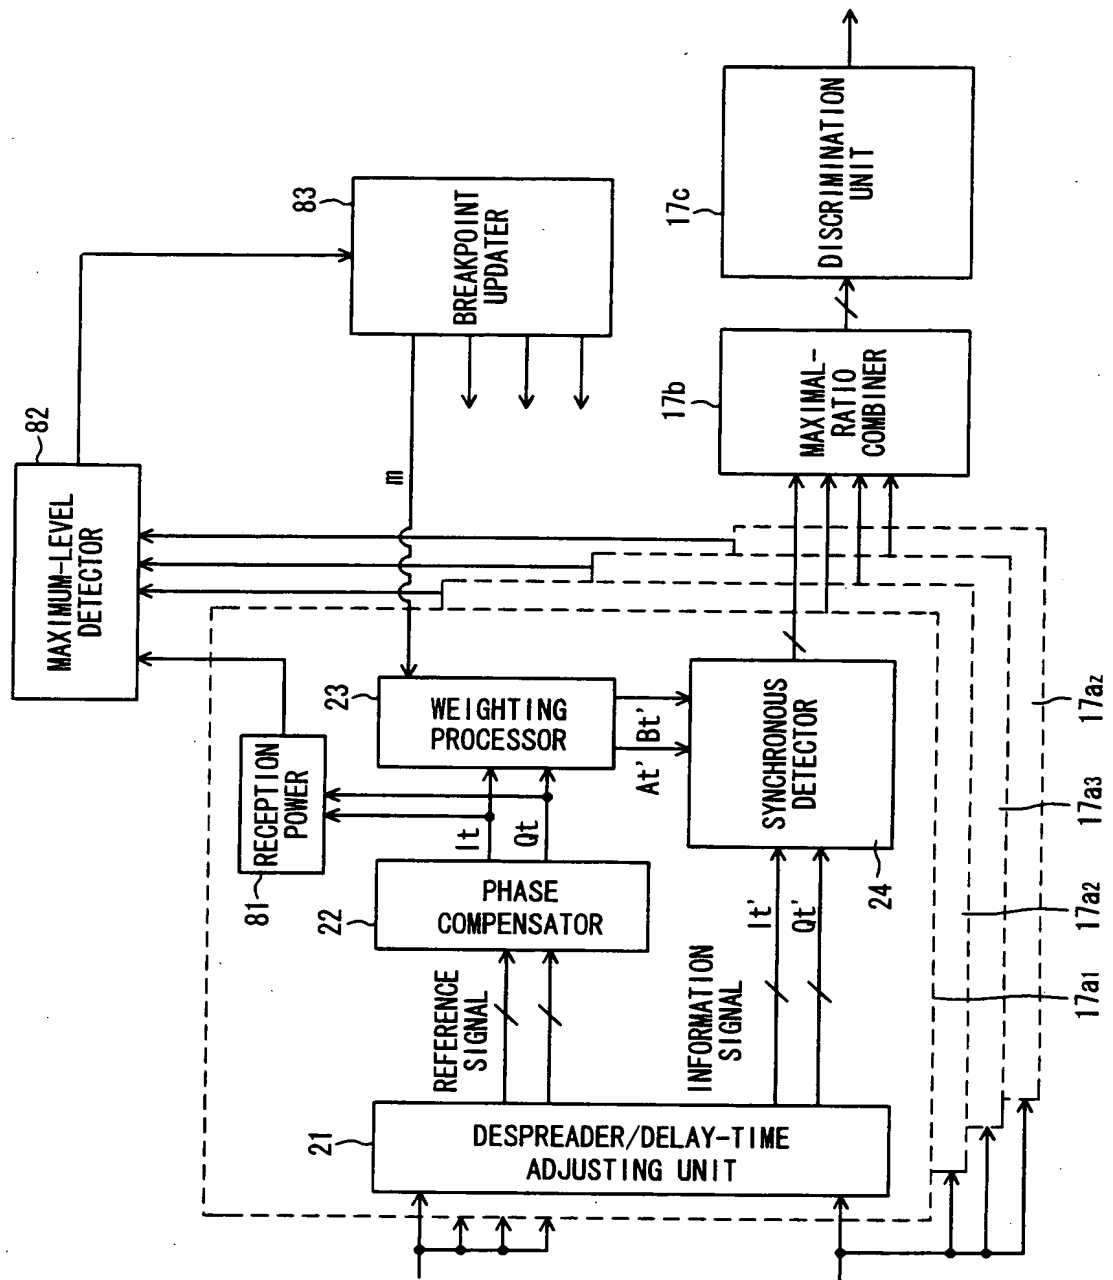 82
MAXIMUM-LEVEL
DETECTOR
83
BREAKPOINT
UPDATER
m
17c
DISCRIMINATION
UNIT
17b
MAXIMAL-
RATIO
COMBINER
81
RECEPTION
POWER
23
WEIGHTING
PROCESSOR
At'
Bt'
It
Qt
22
PHASE
COMPENSATOR
SYNCHRONOUS
DETECTOR
24
It'
Qt'
REFERENCE
SIGNAL
INFORMATION
SIGNAL
21
DESPREADER/DELAY-TIME
ADJUSTING UNIT
17a1
17a2
17a3
17az